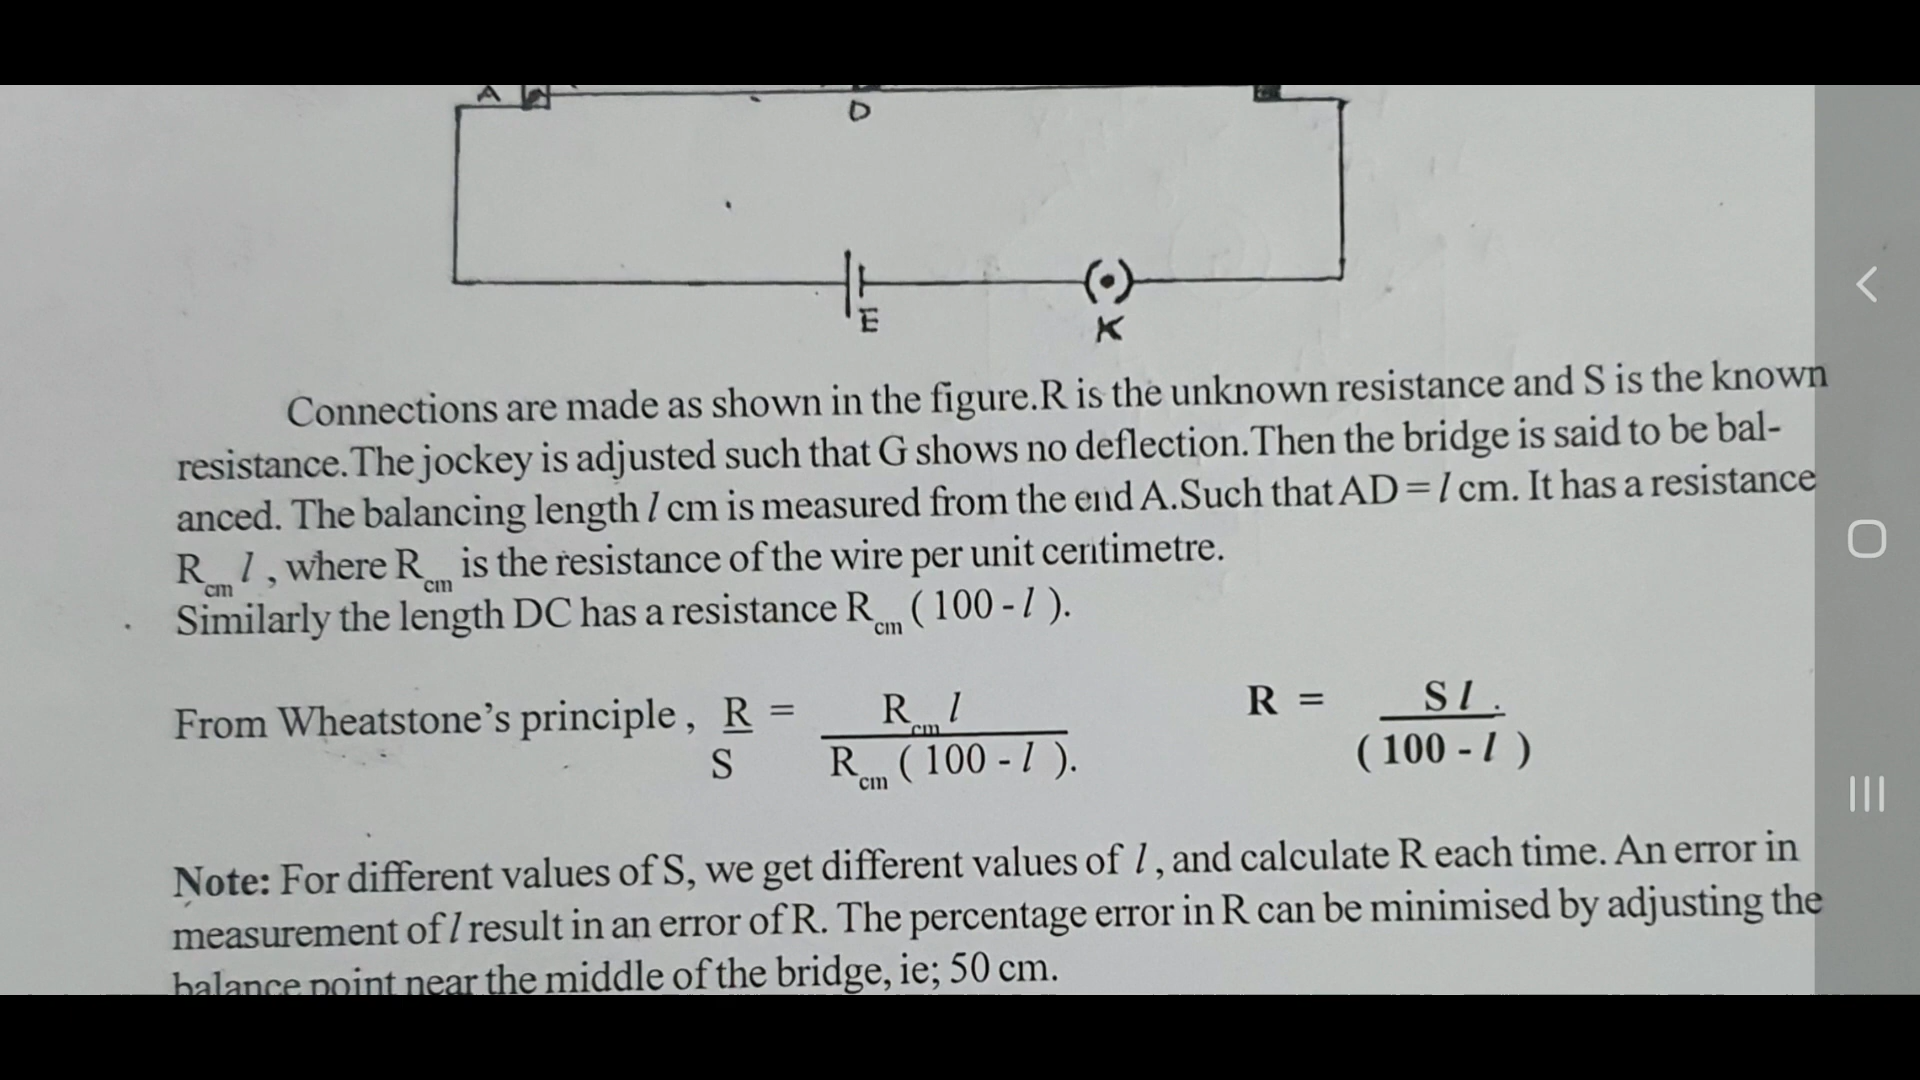 A
D
E
K
Connections are made as shown in the figure.R is the unknown resistance and S is the known
resistance.The jockey is adjusted such that G shows no deflection.Then the bridge is said to be bal-
anced. The balancing length l cm is measured from the end A.Such that AD = l cm. It has a resistance
Rcm l , where Rcm is the resistance of the wire per unit centimetre.
Similarly the length DC has a resistance Rcm ( 100 - l ).
From Wheatstone's principle , R = Rcm l R = S l .
S Rcm ( 100 - l ). ( 100 - l )
Note: For different values of S, we get different values of l , and calculate R each time. An error in
measurement of l result in an error of R. The percentage error in R can be minimised by adjusting the
balance point near the middle of the bridge, ie; 50 cm.